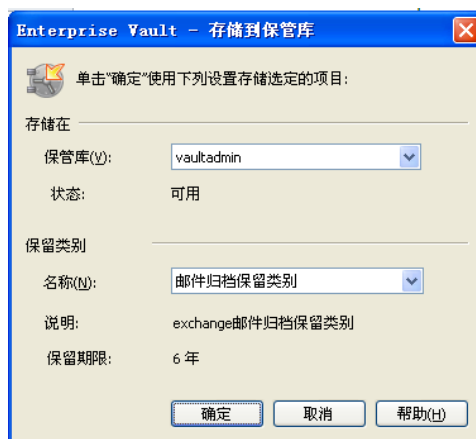 Enterprise Vault - 存储到保管库
单击“确定”使用下列设置存储选定的项目:
存储在
保管库(V): vaultadmin
状态: 可用
保留类别
名称(N): 邮件归档保留类别
说明: exchange邮件归档保留类别
保留期限: 6 年
确定 取消 帮助(H)